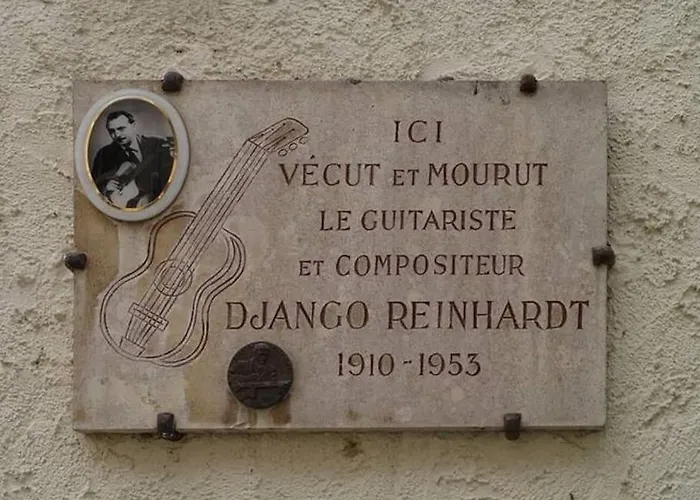 ICI
VÉCUT ET MOURUT
LE GUITARISTE
ET COMPOSITEUR
DJANGO REINHARDT
1910-1953